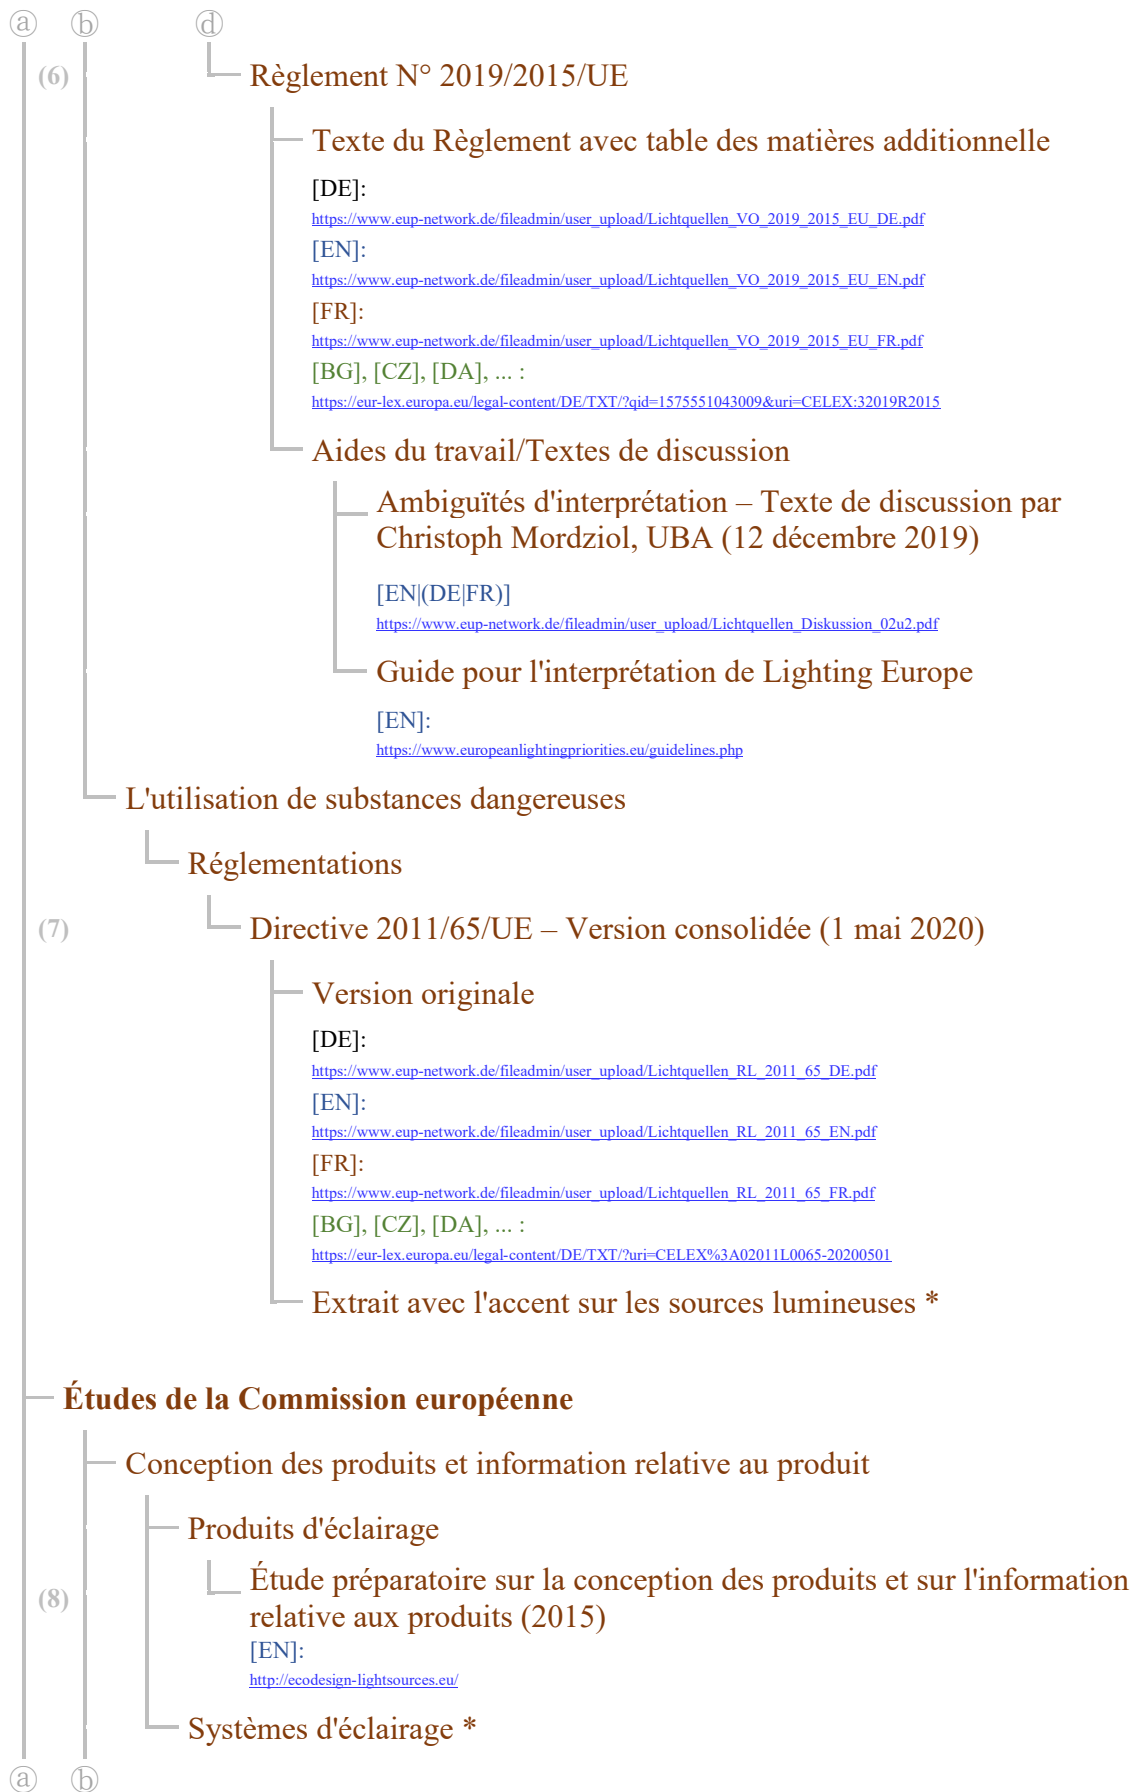 ⓐ ⓑ ⓓ
(6) Règlement N° 2019/2015/UE
Texte du Règlement avec table des matières additionnelle
[DE]:
https://www.eup-network.de/fileadmin/user_upload/Lichtquellen_VO_2019_2015_EU_DE.pdf
[EN]:
https://www.eup-network.de/fileadmin/user_upload/Lichtquellen_VO_2019_2015_EU_EN.pdf
[FR]:
https://www.eup-network.de/fileadmin/user_upload/Lichtquellen_VO_2019_2015_EU_FR.pdf
[BG], [CZ], [DA], ... :
https://eur-lex.europa.eu/legal-content/DE/TXT/?qid=1575551043009&uri=CELEX:32019R2015
Aides du travail/Textes de discussion
Ambiguïtés d'interprétation – Texte de discussion par
Christoph Mordziol, UBA (12 décembre 2019)
[EN|(DE|FR)]
https://www.eup-network.de/fileadmin/user_upload/Lichtquellen_Diskussion_02u2.pdf
Guide pour l'interprétation de Lighting Europe
[EN]:
https://www.europeanlightingpriorities.eu/guidelines.php
L'utilisation de substances dangereuses
Réglementations
(7) Directive 2011/65/UE – Version consolidée (1 mai 2020)
Version originale
[DE]:
https://www.eup-network.de/fileadmin/user_upload/Lichtquellen_RL_2011_65_DE.pdf
[EN]:
https://www.eup-network.de/fileadmin/user_upload/Lichtquellen_RL_2011_65_EN.pdf
[FR]:
https://www.eup-network.de/fileadmin/user_upload/Lichtquellen_RL_2011_65_FR.pdf
[BG], [CZ], [DA], ... :
https://eur-lex.europa.eu/legal-content/DE/TXT/?uri=CELEX%3A02011L0065-20200501
Extrait avec l'accent sur les sources lumineuses *
Études de la Commission européenne
Conception des produits et information relative au produit
Produits d'éclairage
(8) Étude préparatoire sur la conception des produits et sur l'information
relative aux produits (2015)
[EN]:
http://ecodesign-lightsources.eu/
Systèmes d'éclairage *
ⓐ ⓑ